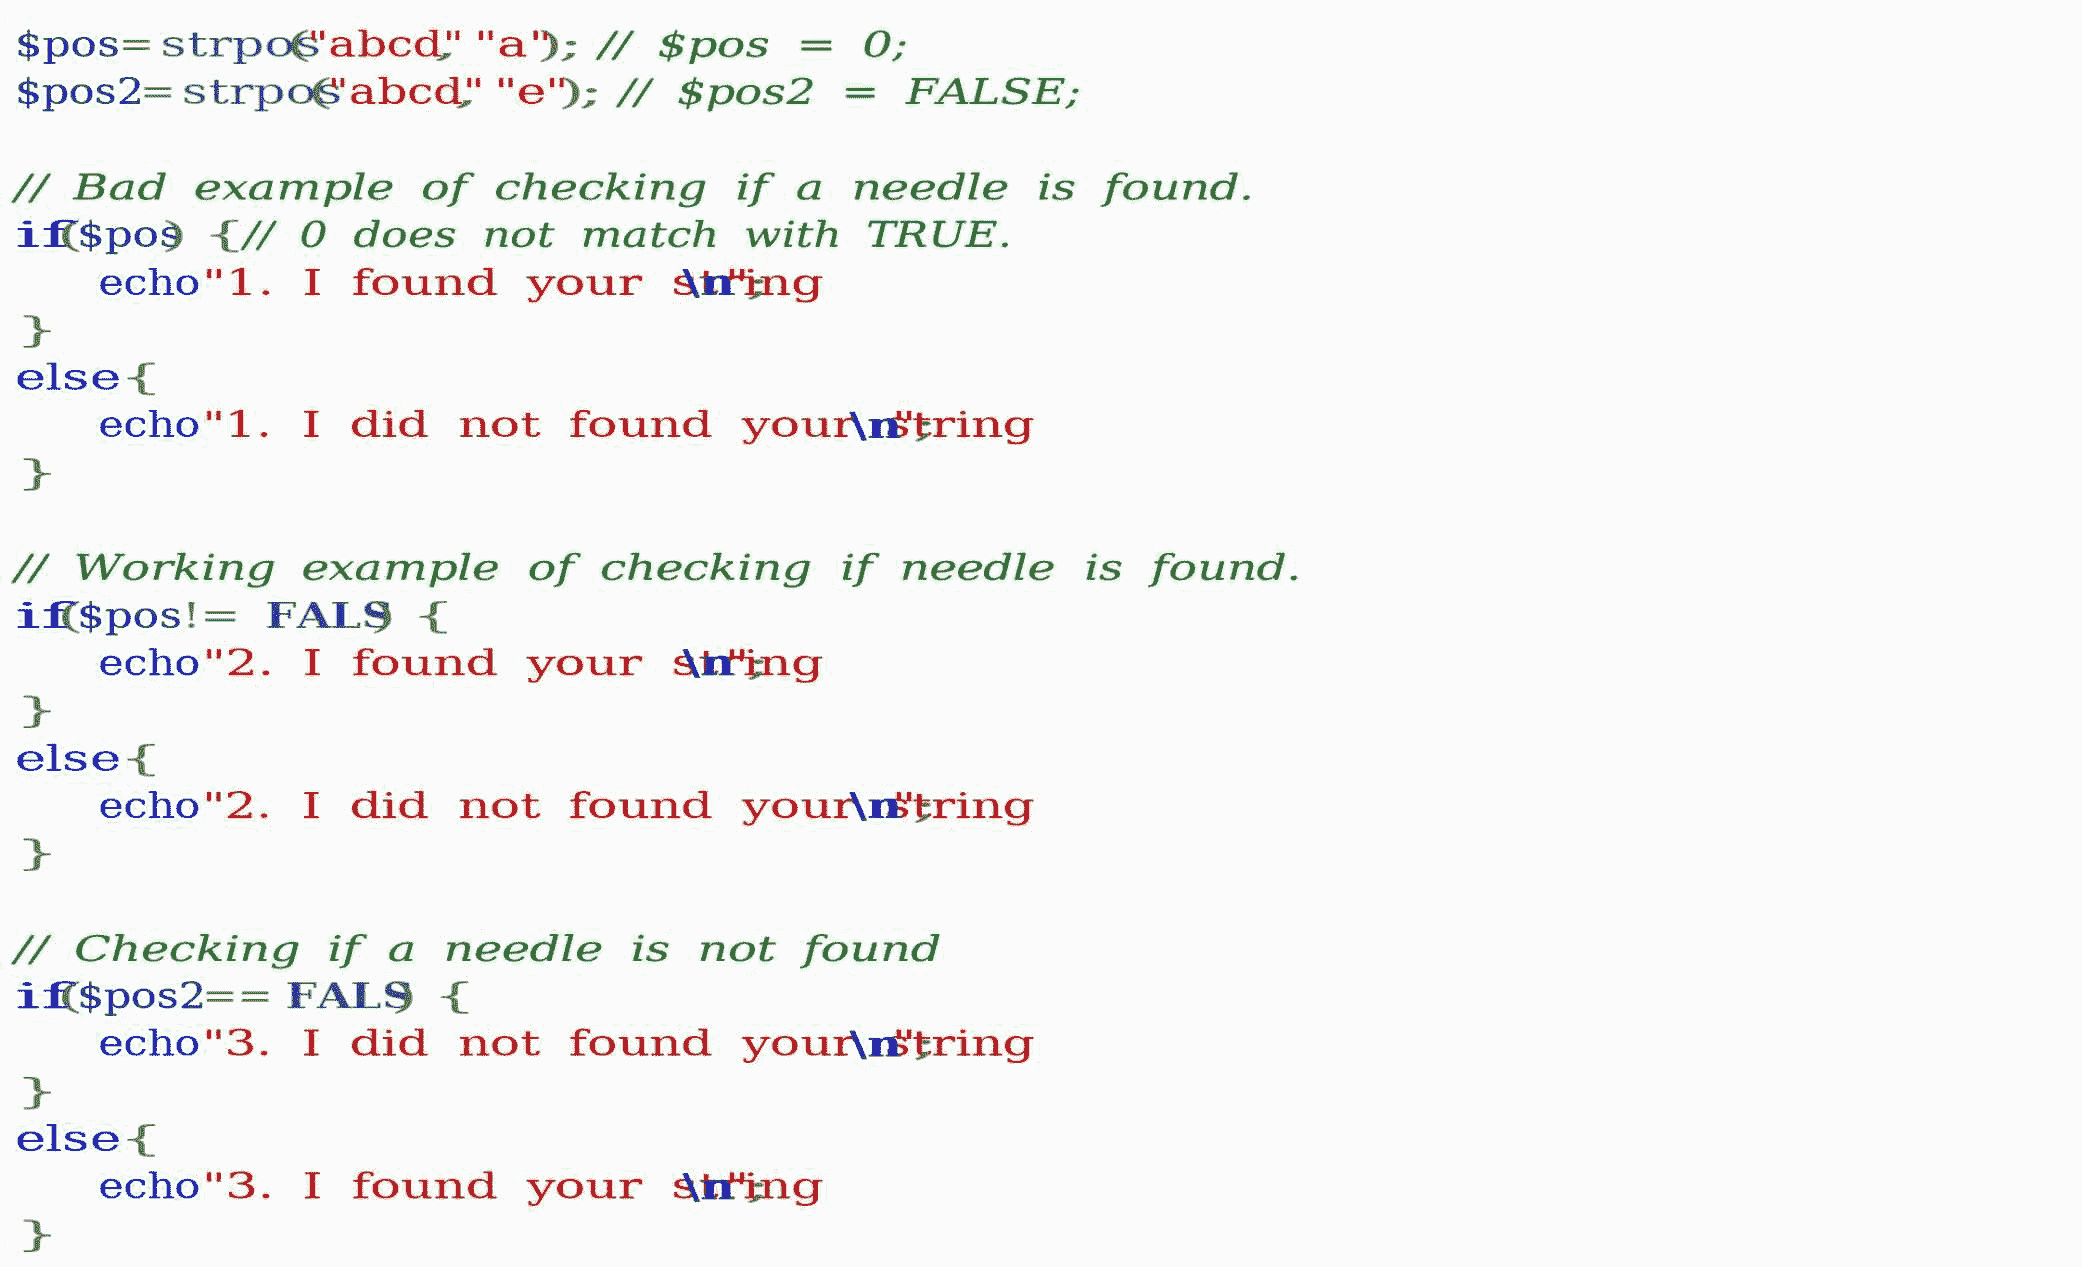 $pos = strpos("abcd", "a"); // $pos = 0;
$pos2 = strpos("abcd", "e"); // $pos2 = FALSE;
// Bad example of checking if a needle is found.
if($pos) { // 0 does not match with TRUE.
echo "1. I found your string\n";
}
else {
echo "1. I did not found your string\n";
}
// Working example of checking if needle is found.
if($pos != FALS) {
echo "2. I found your string\n";
}
else {
echo "2. I did not found your string\n";
}
// Checking if a needle is not found
if($pos2 == FALS) {
echo "3. I did not found your string\n";
}
else {
echo "3. I found your string\n";
}